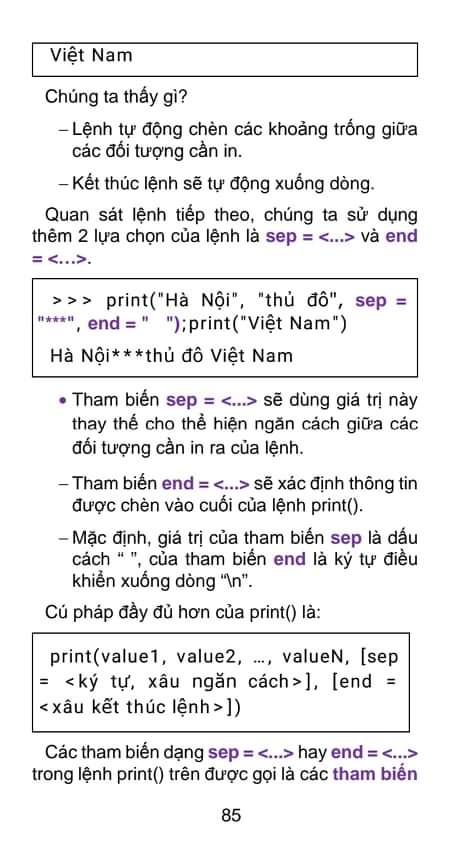 Việt Nam
Chúng ta thấy gì?
– Lệnh tự động chèn các khoảng trống giữa
các đối tượng cần in.
– Kết thúc lệnh sẽ tự động xuống dòng.
Quan sát lệnh tiếp theo, chúng ta sử dụng
thêm 2 lựa chọn của lệnh là sep = <...> và end
= <...>.
>>> print("Hà Nội", "thủ đô", sep =
"***", end = "  ");print("Việt Nam")
Hà Nội***thủ đô Việt Nam
• Tham biến sep = <...> sẽ dùng giá trị này
thay thế cho thể hiện ngăn cách giữa các
đối tượng cần in ra của lệnh.
– Tham biến end = <...> sẽ xác định thông tin
được chèn vào cuối của lệnh print().
– Mặc định, giá trị của tham biến sep là dấu
cách “ ”, của tham biến end là ký tự điều
khiển xuống dòng “\n”.
Cú pháp đầy đủ hơn của print() là:
print(value1, value2, …, valueN, [sep
= <ký tự, xâu ngăn cách>], [end =
<xâu kết thúc lệnh>])
Các tham biến dạng sep = <...> hay end = <...>
trong lệnh print() trên được gọi là các tham biến
85